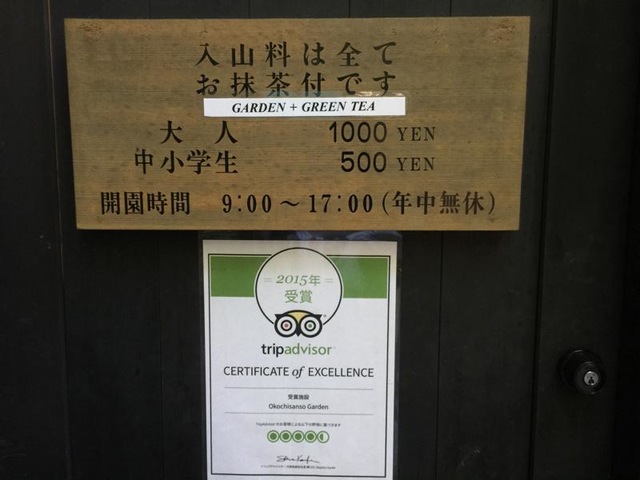 入山料は全て
お抹茶付です
GARDEN + GREEN TEA
大人 1000 YEN
中小学生 500 YEN
開園時間 9:00～17:00(年中無休)
2015年
受賞
tripadvisor
CERTIFICATE of EXCELLENCE
受賞施設
Okochisanso Garden